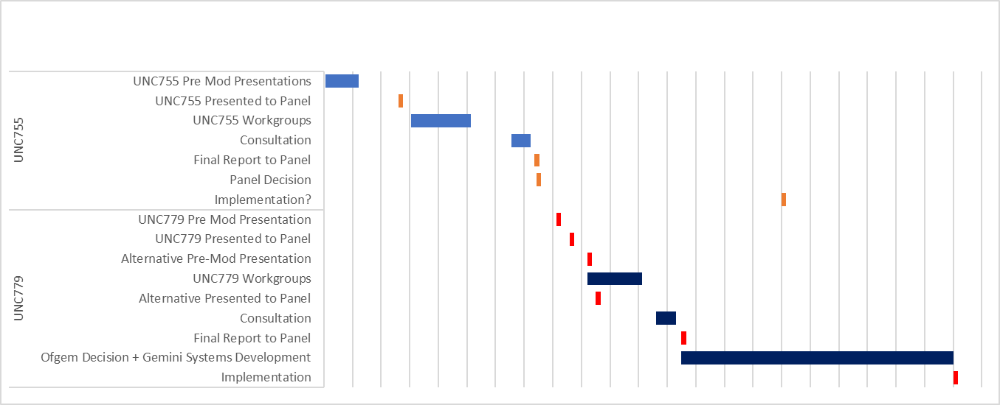 UNC755
UNC755 Pre Mod Presentations
UNC755 Presented to Panel
UNC755 Workgroups
Consultation
Final Report to Panel
Panel Decision
Implementation?
UNC779
UNC779 Pre Mod Presentation
UNC779 Presented to Panel
Alternative Pre-Mod Presentation
UNC779 Workgroups
Alternative Presented to Panel
Consultation
Final Report to Panel
Ofgem Decision + Gemini Systems Development
Implementation